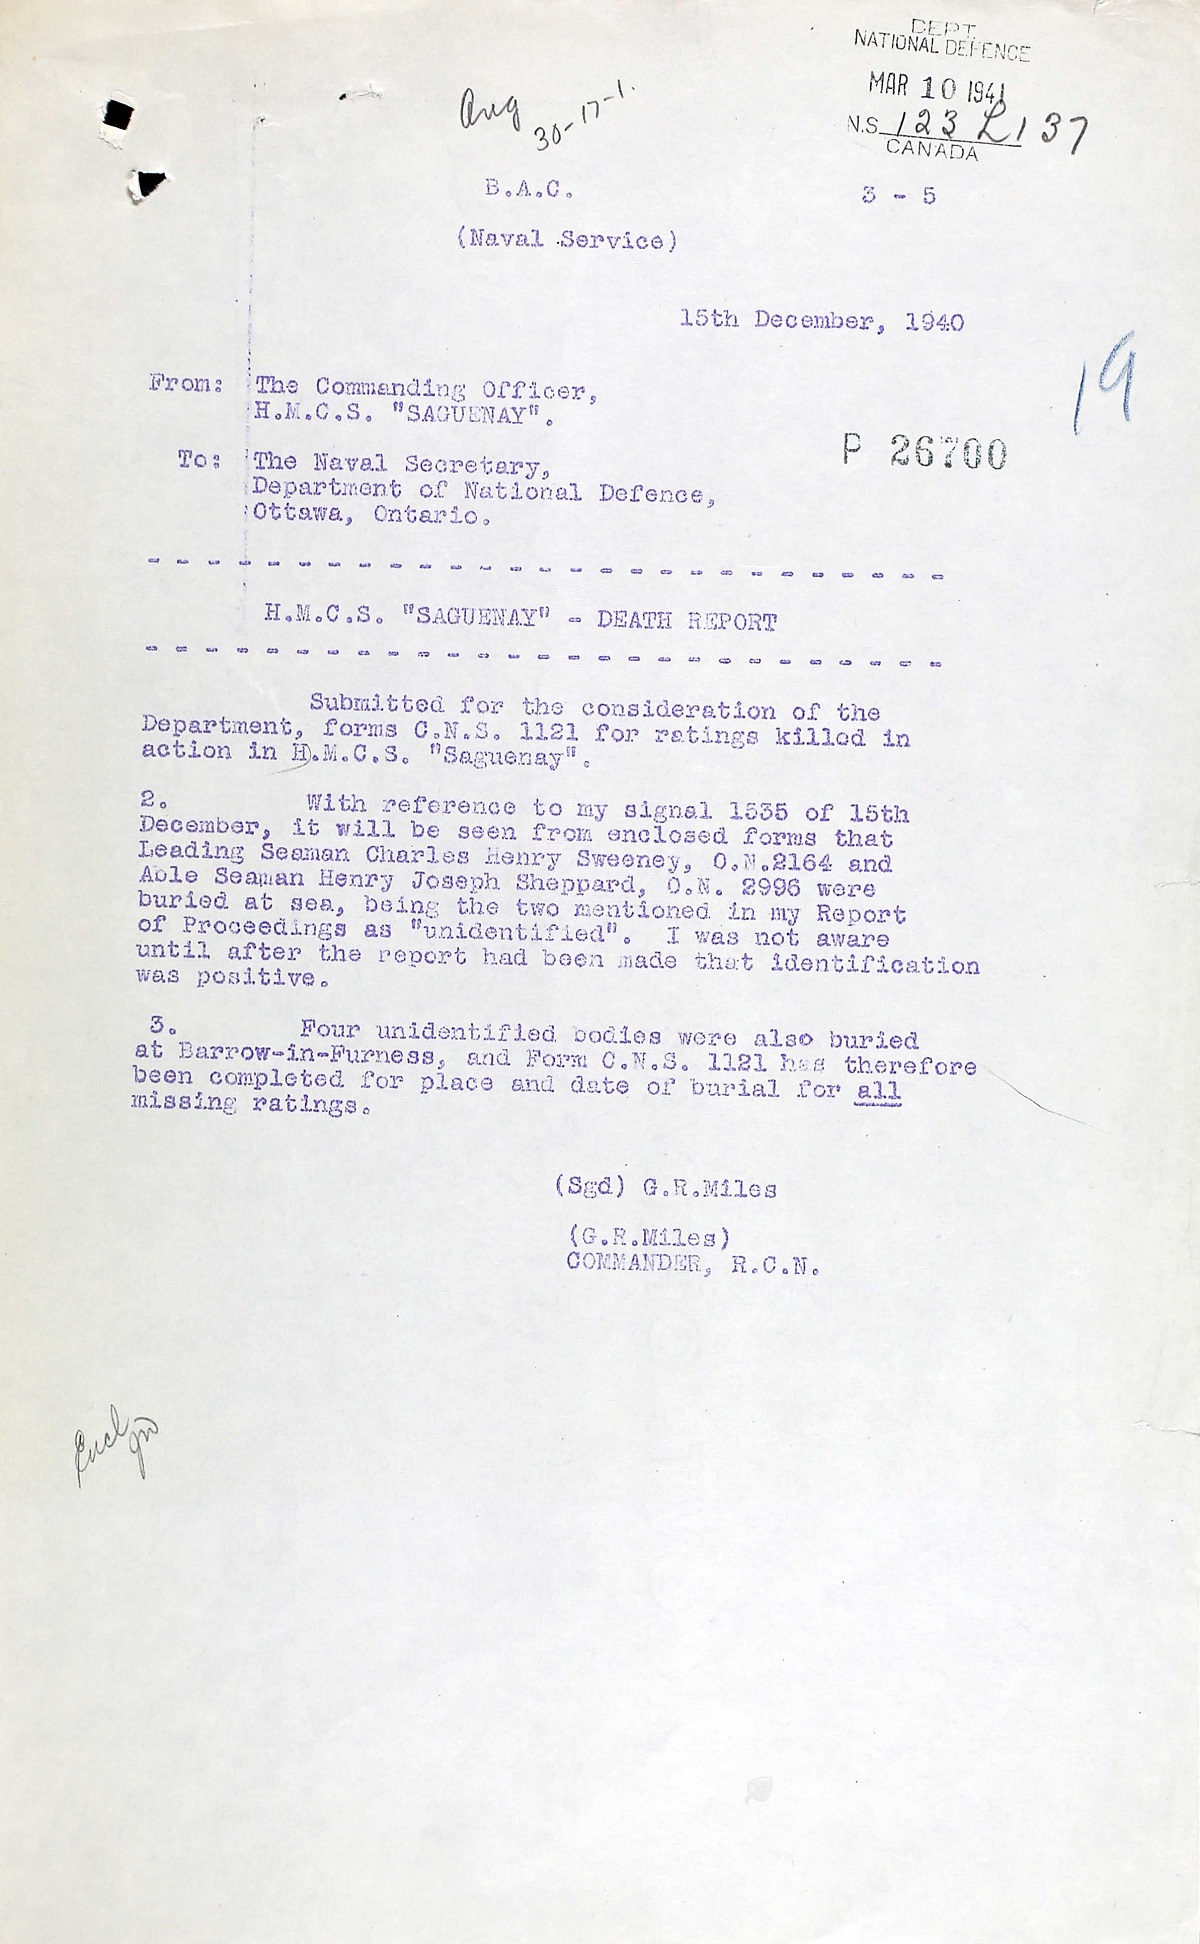 DEPT.
NATIONAL DEFENCE
MAR 10 1941
N.S. 123 L 137
CANADA
30-17-1.
B.A.C.
3 - 5
(Naval Service)
15th December, 1940
19
From: The Commanding Officer,
H.M.C.S. "SAGUENAY".
P 26700
To: The Naval Secretary,
Department of National Defence,
Ottawa, Ontario.
- - - - - - - - - - - - - - - - - - - - - - - - - - -
H.M.C.S. "SAGUENAY" - DEATH REPORT
- - - - - - - - - - - - - - - - - - - - - - - - - - -
Submitted for the consideration of the
Department, forms C.N.S. 1121 for ratings killed in
action in H.M.C.S. "Saguenay".
2. With reference to my signal 1535 of 15th
December, it will be seen from enclosed forms that
Leading Seaman Charles Henry Sweeney, O.N.2164 and
Able Seaman Henry Joseph Sheppard, O.N. 2996 were
buried at sea, being the two mentioned in my Report
of Proceedings as "unidentified". I was not aware
until after the report had been made that identification
was positive.
3. Four unidentified bodies were also buried
at Barrow-in-Furness, and Form C.N.S. 1121 has therefore
been completed for place and date of burial for all
missing ratings.
(Sgd) G.R.Miles
(G.R.Miles)
COMMANDER, R.C.N.
Encl